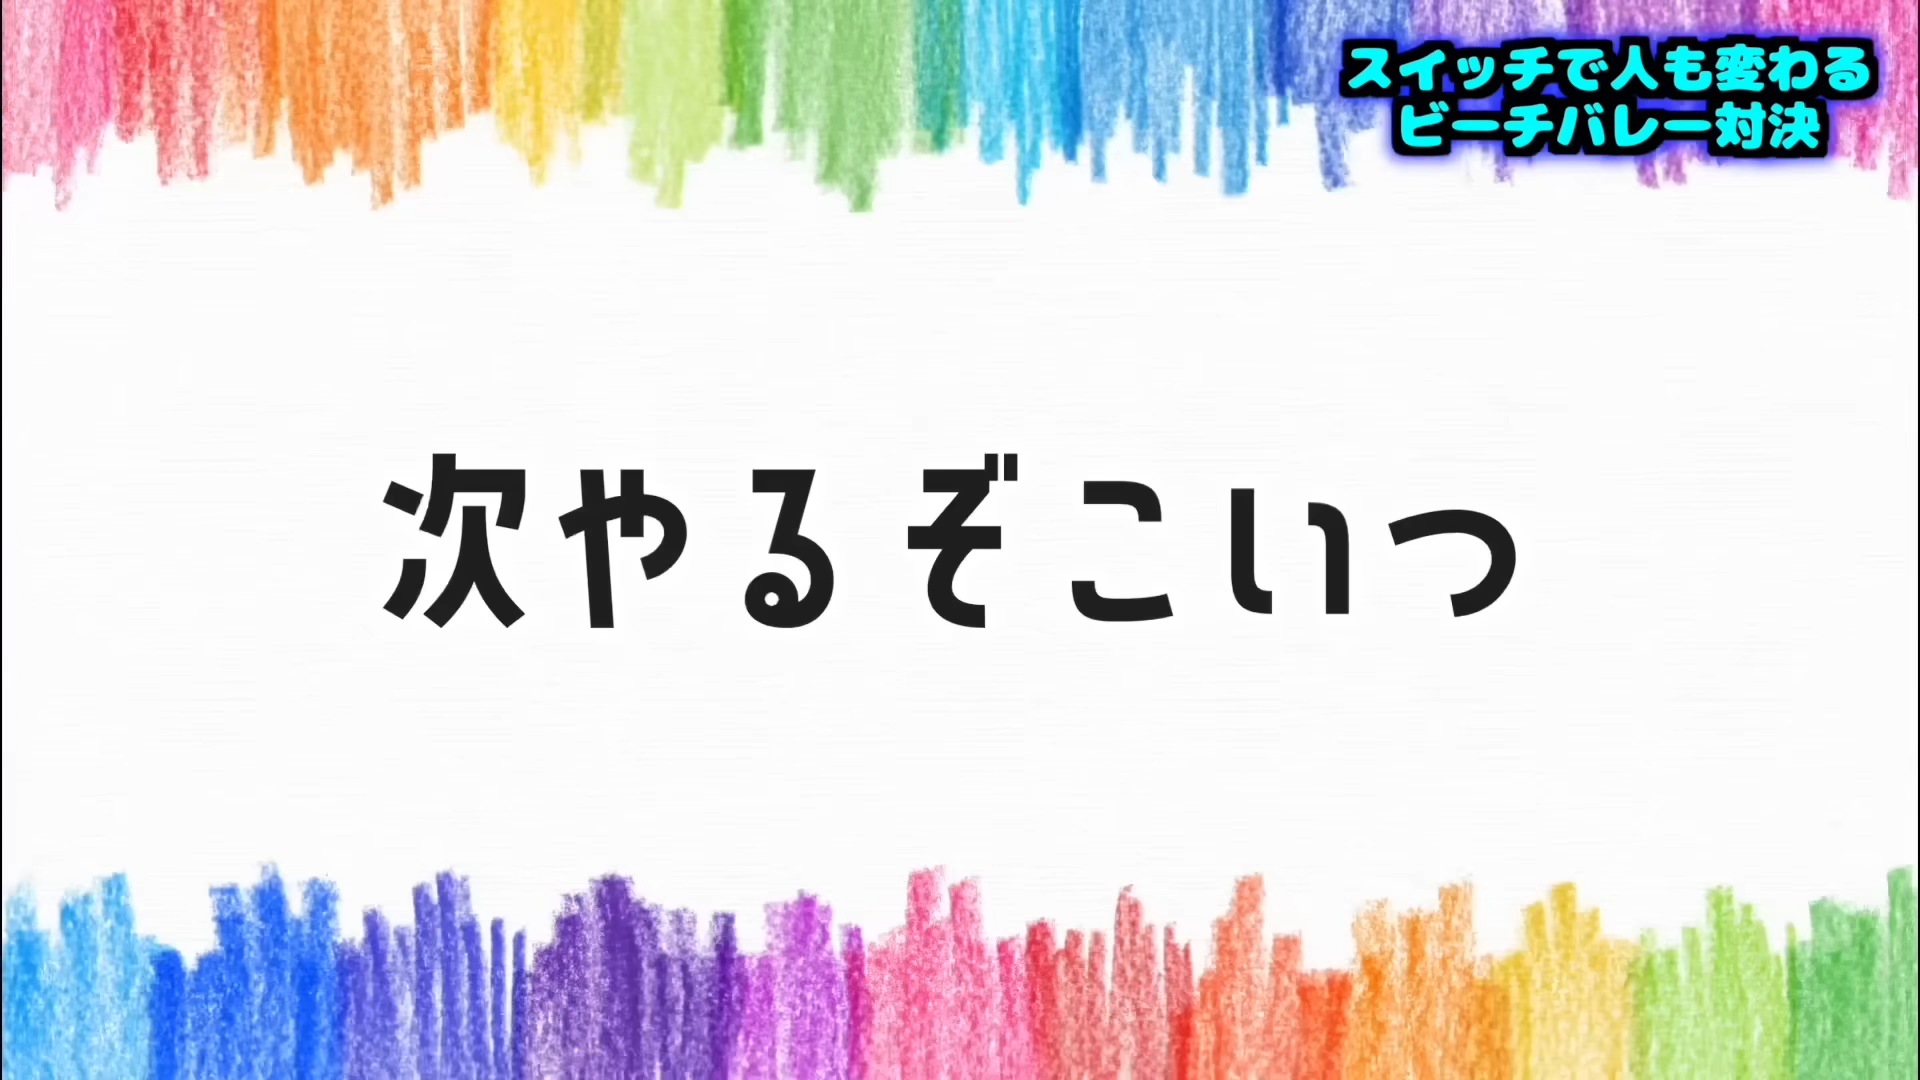 スイッチで人も変わる
ビーチバレー対決
次やるぞこいつ